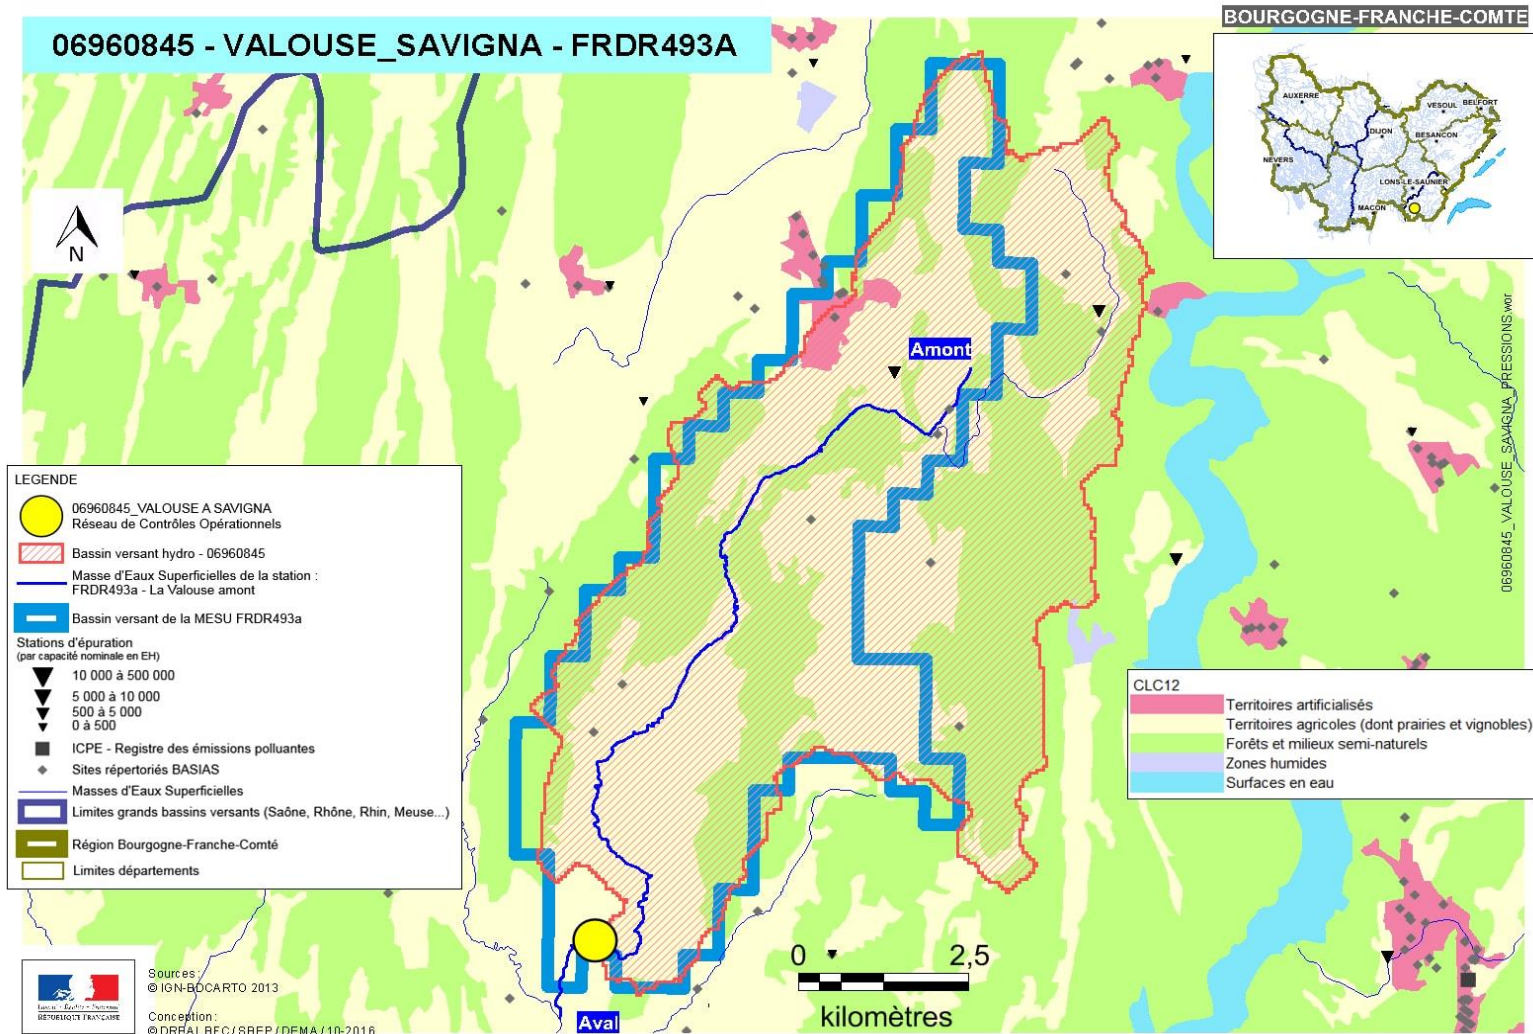 BOURGOGNE-FRANCHE-COMTE
06960845 - VALOUSE_SAVIGNA - FRDR493A
AUXERRE
VESOUL
BELFORT
DIJON
BESANCON
NEVERS
LONS-LE-SAUNIER
MACON
N
Amont
06960845_VALOUSE_SAVIGNA_PRESSIONS.wor
LEGENDE
06960845_VALOUSE A SAVIGNA
Réseau de Contrôles Opérationnels
Bassin versant hydro - 06960845
Masse d'Eaux Superficielles de la station :
FRDR493a - La Valouse amont
Bassin versant de la MESU FRDR493a
Stations d'épuration
(par capacité nominale en EH)
10 000 à 500 000
5 000 à 10 000
500 à 5 000
0 à 500
ICPE - Registre des émissions polluantes
Sites répertoriés BASIAS
Masses d'Eaux Superficielles
Limites grands bassins versants (Saône, Rhône, Rhin, Meuse...)
Région Bourgogne-Franche-Comté
Limites départements
CLC12
Territoires artificialisés
Territoires agricoles (dont prairies et vignobles)
Forêts et milieux semi-naturels
Zones humides
Surfaces en eau
0 2,5
kilomètres
Aval
RÉPUBLIQUE FRANÇAISE
Sources :
© IGN-BDCARTO 2013
Conception :
© DREAL BFC / SBEP / DEMA / 10-2016